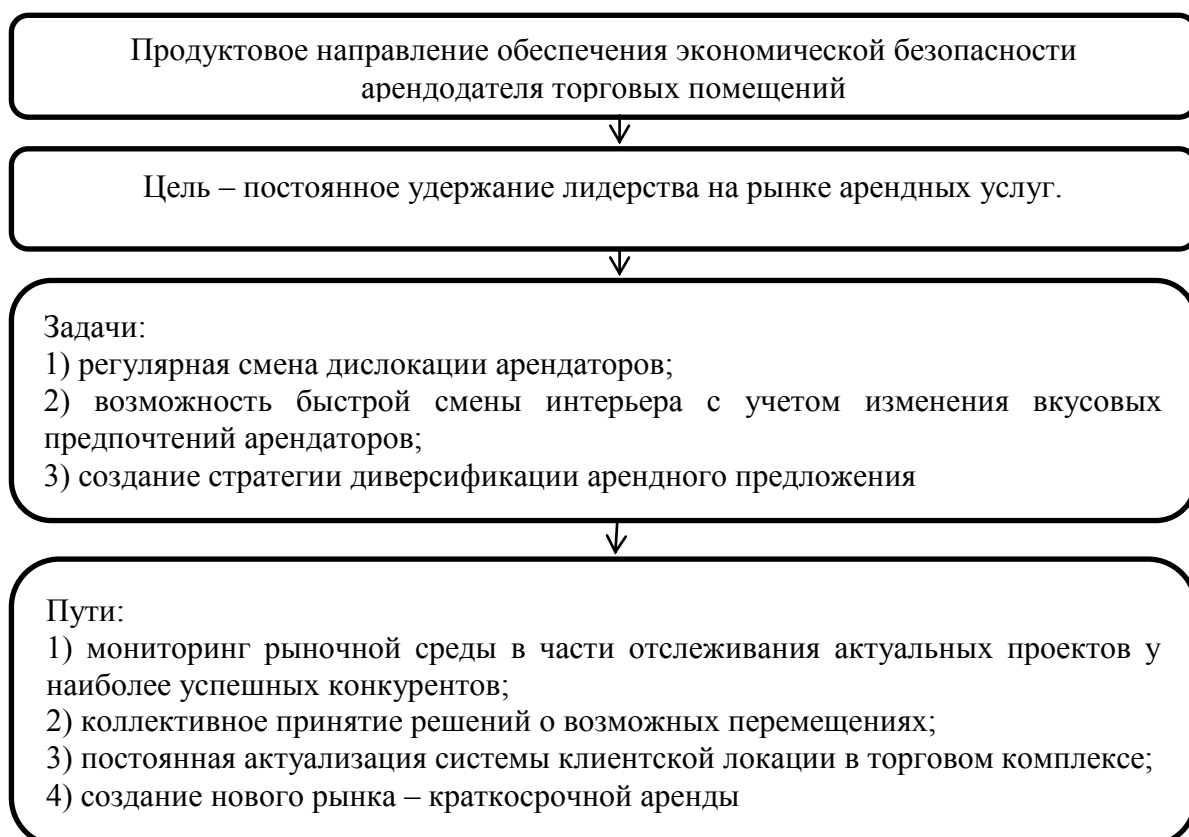 Продуктовое направление обеспечения экономической безопасности
арендодателя торговых помещений
Цель – постоянное удержание лидерства на рынке арендных услуг.
Задачи:
1) регулярная смена дислокации арендаторов;
2) возможность быстрой смены интерьера с учетом изменения вкусовых
предпочтений арендаторов;
3) создание стратегии диверсификации арендного предложения
Пути:
1) мониторинг рыночной среды в части отслеживания актуальных проектов у
наиболее успешных конкурентов;
2) коллективное принятие решений о возможных перемещениях;
3) постоянная актуализация системы клиентской локации в торговом комплексе;
4) создание нового рынка – краткосрочной аренды